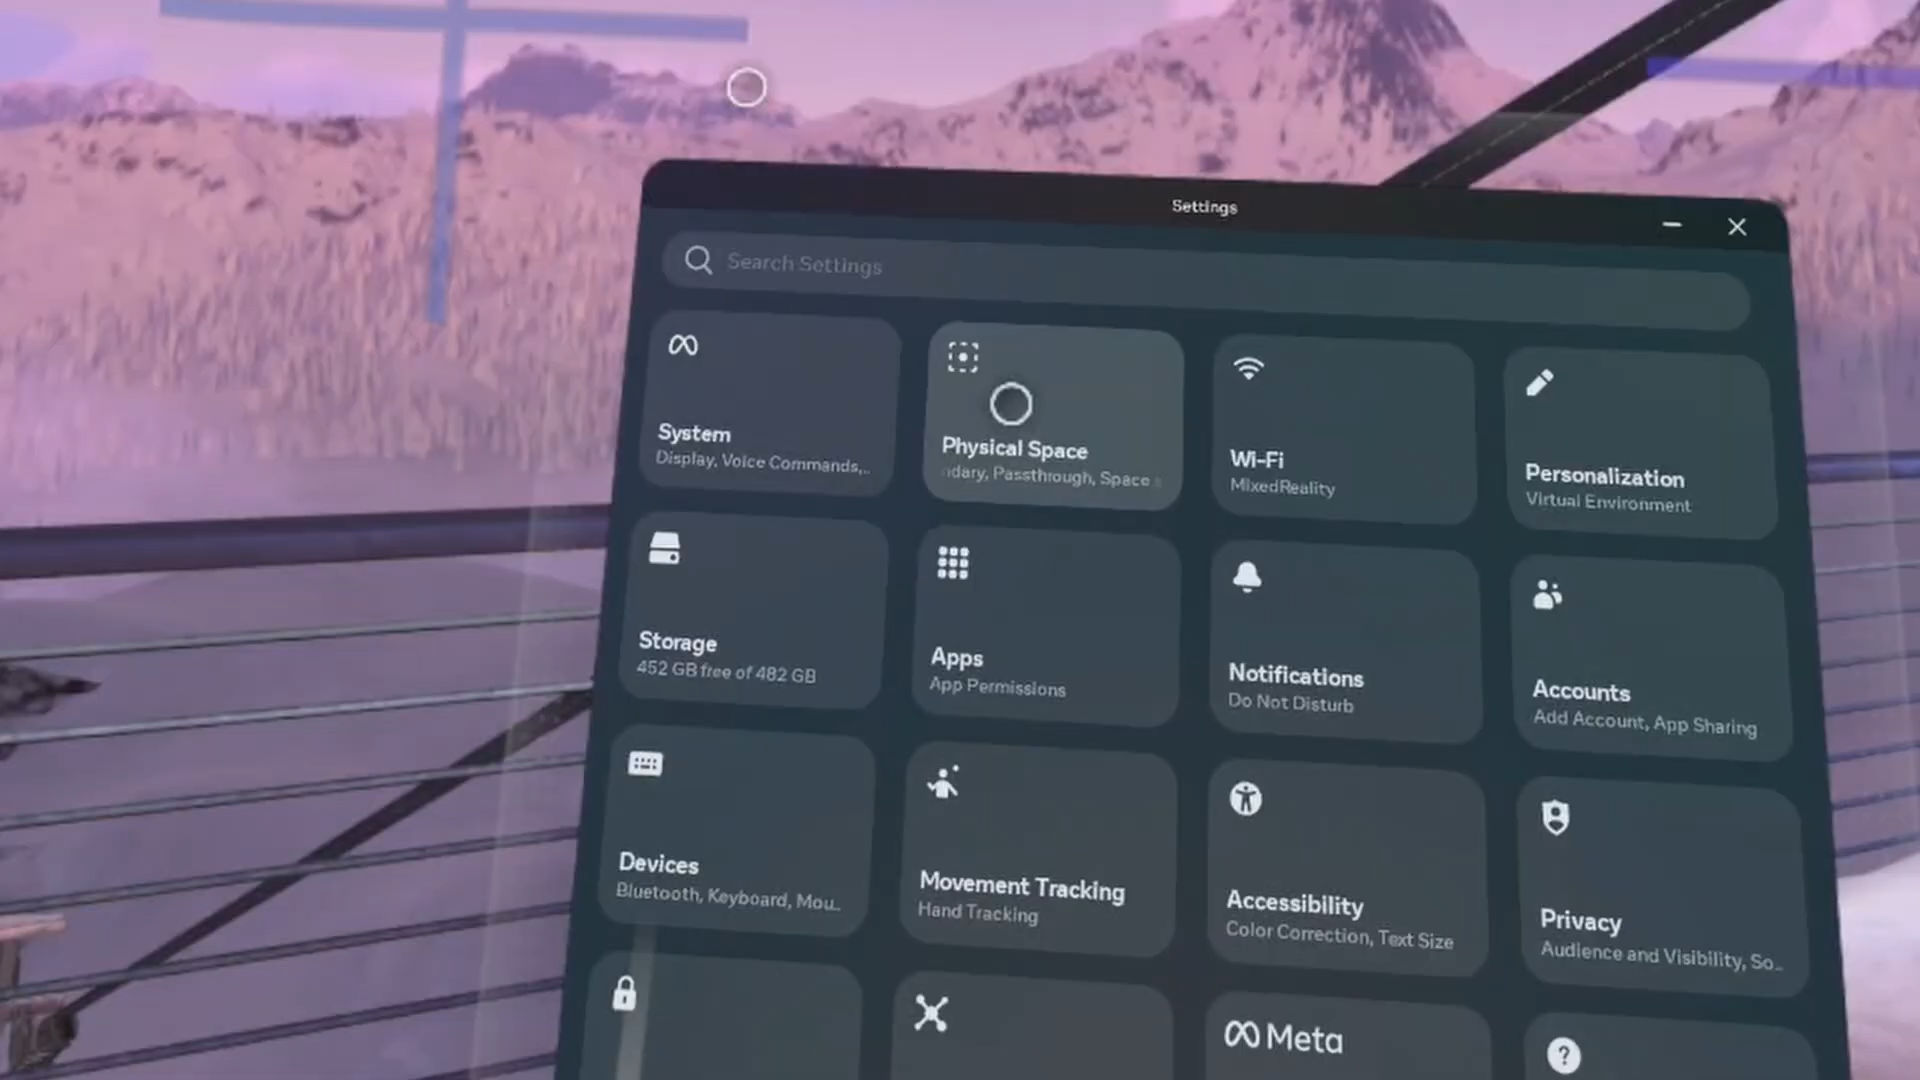 Settings
Search Settings
System
Display, Voice Commands,..
Physical Space
dary, Passthrough, Space
Wi-Fi
MixedReality
Personalization
Virtual Environment
Storage
452 GB free of 482 GB
Apps
App Permissions
Notifications
Do Not Disturb
Accounts
Add Account, App Sharing
Devices
Bluetooth, Keyboard, Mou..
Movement Tracking
Hand Tracking
Accessibility
Color Correction, Text Size
Privacy
Audience and Visibility, So..
Meta